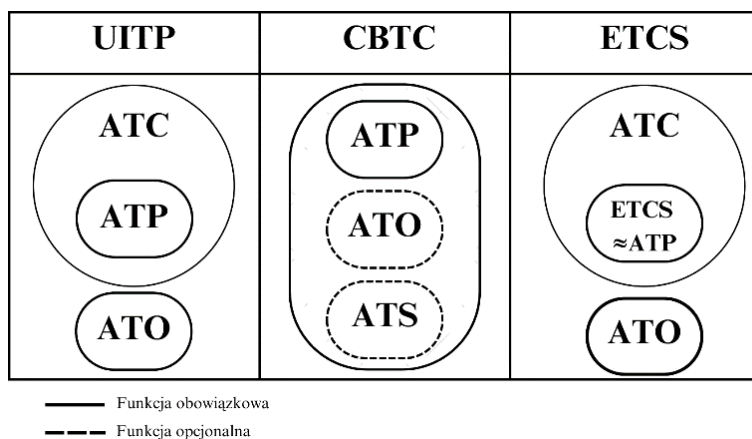 UITP
CBTC
ETCS
ATC
ATP
ATO
ATP
ATO
ATS
ATC
ETCS
≈ATP
ATO
Funkcja obowiązkowa
Funkcja opcjonalna